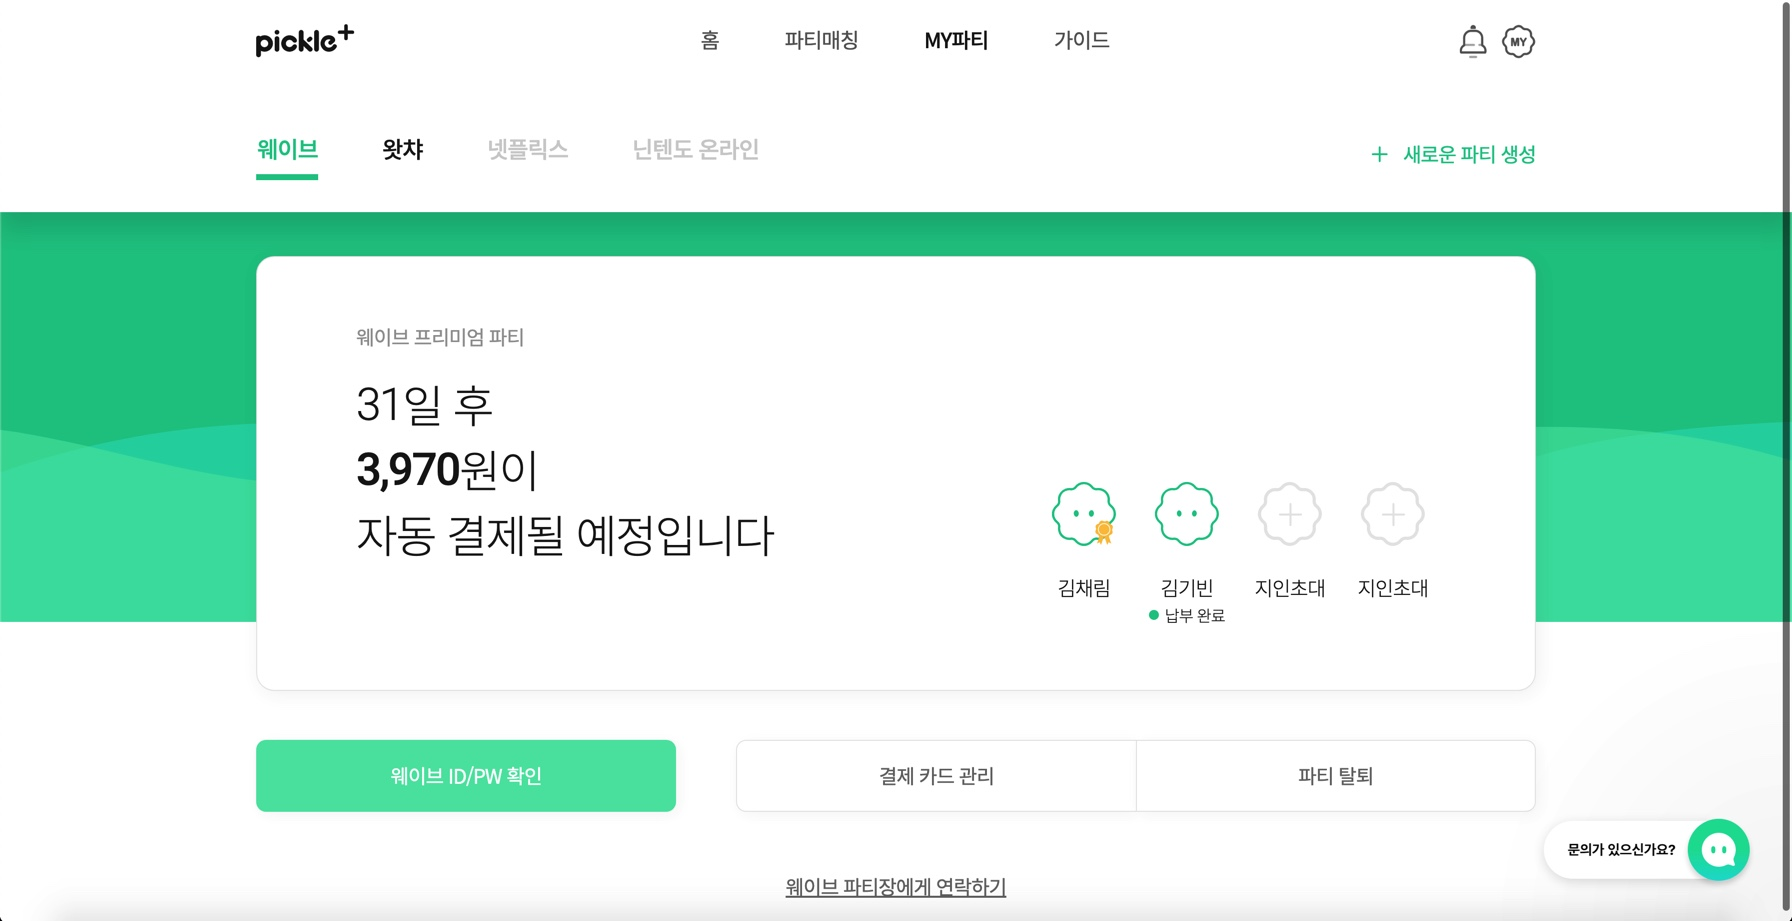 pickle+
홈
파티매칭
MY파티
가이드
MY
웨이브
왓챠
넷플릭스
닌텐도 온라인
+ 새로운 파티 생성
웨이브 프리미엄 파티
31일 후
3,970원이
자동 결제될 예정입니다
김채림
김기빈
지인초대
지인초대
납부 완료
웨이브 ID/PW 확인
결제 카드 관리
파티 탈퇴
문의가 있으신가요?
웨이브 파티장에게 연락하기